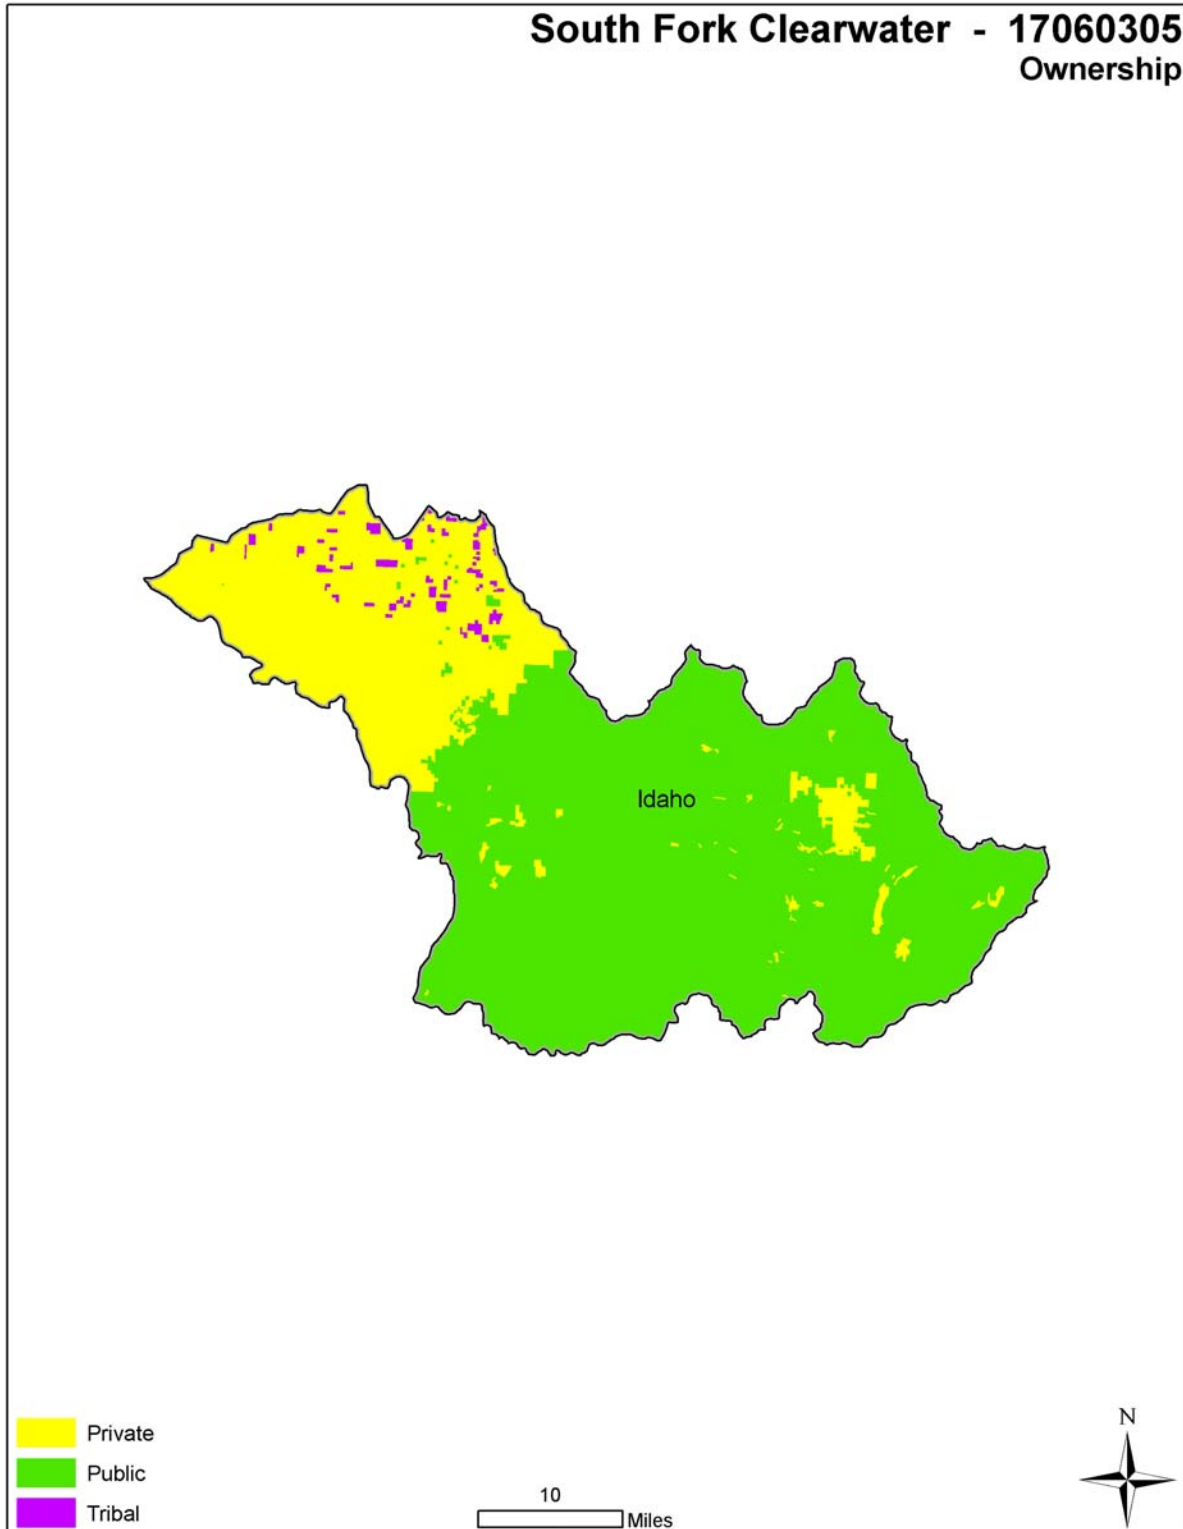 South Fork Clearwater - 17060305
Ownership
Idaho
Private
Public
Tribal
10
Miles
N